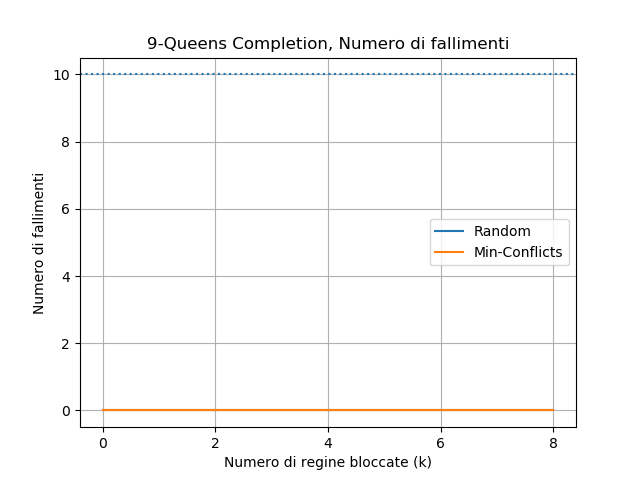 9-Queens Completion, Numero di fallimenti
10
8
6
4
2
0
Numero di fallimenti
Random
Min-Conflicts
0 2 4 6 8
Numero di regine bloccate (k)